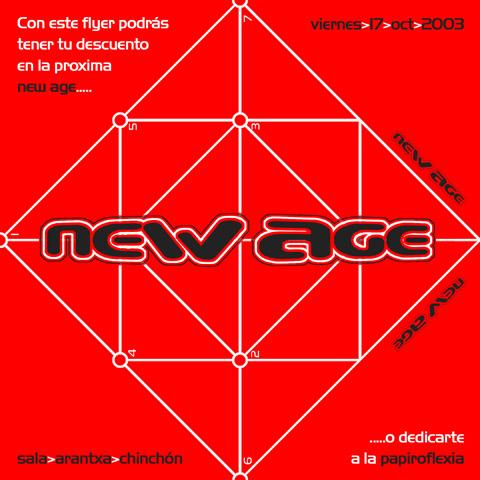 Con este flyer podrás
tener tu descuento
en la proxima
new age.....
viernes>17>oct>2003
7
5
3
new age
1
new age
new age
4
2
6
.....o dedicarte
a la papiroflexia
sala>arantxa>chinchón